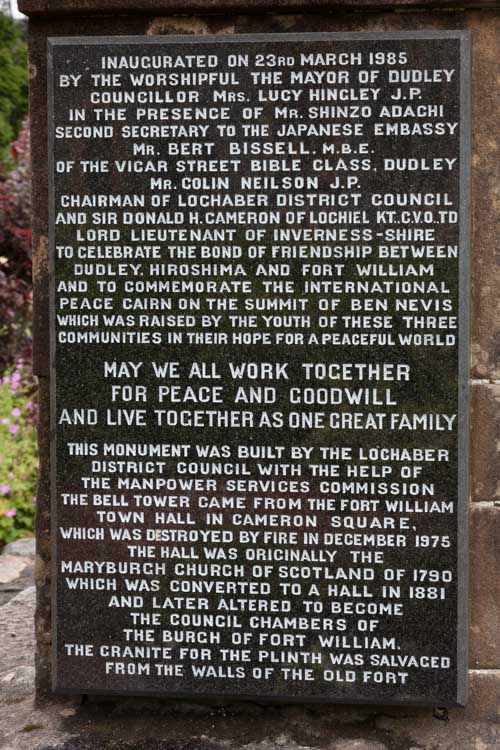 INAUGURATED ON 23RD MARCH 1985
BY THE WORSHIPFUL THE MAYOR OF DUDLEY
COUNCILLOR MRS. LUCY HINGLEY J.P.
IN THE PRESENCE OF MR. SHINZO ADACHI
SECOND SECRETARY TO THE JAPANESE EMBASSY
MR. BERT BISSELL. M.B.E.
OF THE VICAR STREET BIBLE CLASS, DUDLEY
MR. COLIN NEILSON J.P.
CHAIRMAN OF LOCHABER DISTRICT COUNCIL
AND SIR DONALD H. CAMERON OF LOCHIEL KT.,C.V.O.,TD
LORD LIEUTENANT OF INVERNESS-SHIRE
TO CELEBRATE THE BOND OF FRIENDSHIP BETWEEN
DUDLEY, HIROSHIMA AND FORT WILLIAM
AND TO COMMEMORATE THE INTERNATIONAL
PEACE CAIRN ON THE SUMMIT OF BEN NEVIS
WHICH WAS RAISED BY THE YOUTH OF THESE THREE
COMMUNITIES IN THEIR HOPE FOR A PEACEFUL WORLD
MAY WE ALL WORK TOGETHER
FOR PEACE AND GOODWILL
AND LIVE TOGETHER AS ONE GREAT FAMILY
THIS MONUMENT WAS BUILT BY THE LOCHABER
DISTRICT COUNCIL WITH THE HELP OF
THE MANPOWER SERVICES COMMISSION
THE BELL TOWER CAME FROM THE FORT WILLIAM
TOWN HALL IN CAMERON SQUARE,
WHICH WAS DESTROYED BY FIRE IN DECEMBER 1975
THE HALL WAS ORIGINALLY THE
MARYBURGH CHURCH OF SCOTLAND OF 1790
WHICH WAS CONVERTED TO A HALL IN 1881
AND LATER ALTERED TO BECOME
THE COUNCIL CHAMBERS OF
THE BURGH OF FORT WILLIAM.
THE GRANITE FOR THE PLINTH WAS SALVAGED
FROM THE WALLS OF THE OLD FORT